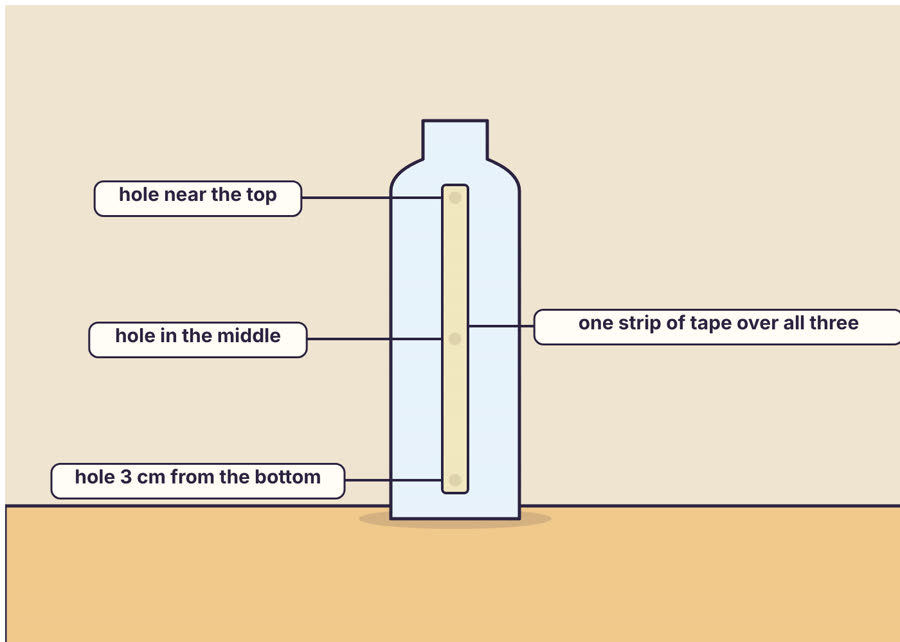 hole near the top
one strip of tape over all three
hole in the middle
hole 3 cm from the bottom